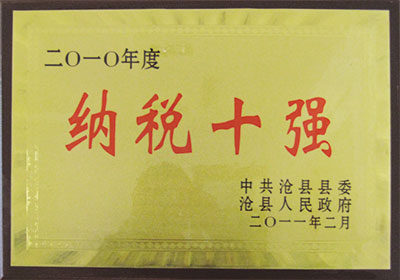 二〇一〇年度
纳税十强
中共沧县县委
沧县人民政府
二〇一一年二月